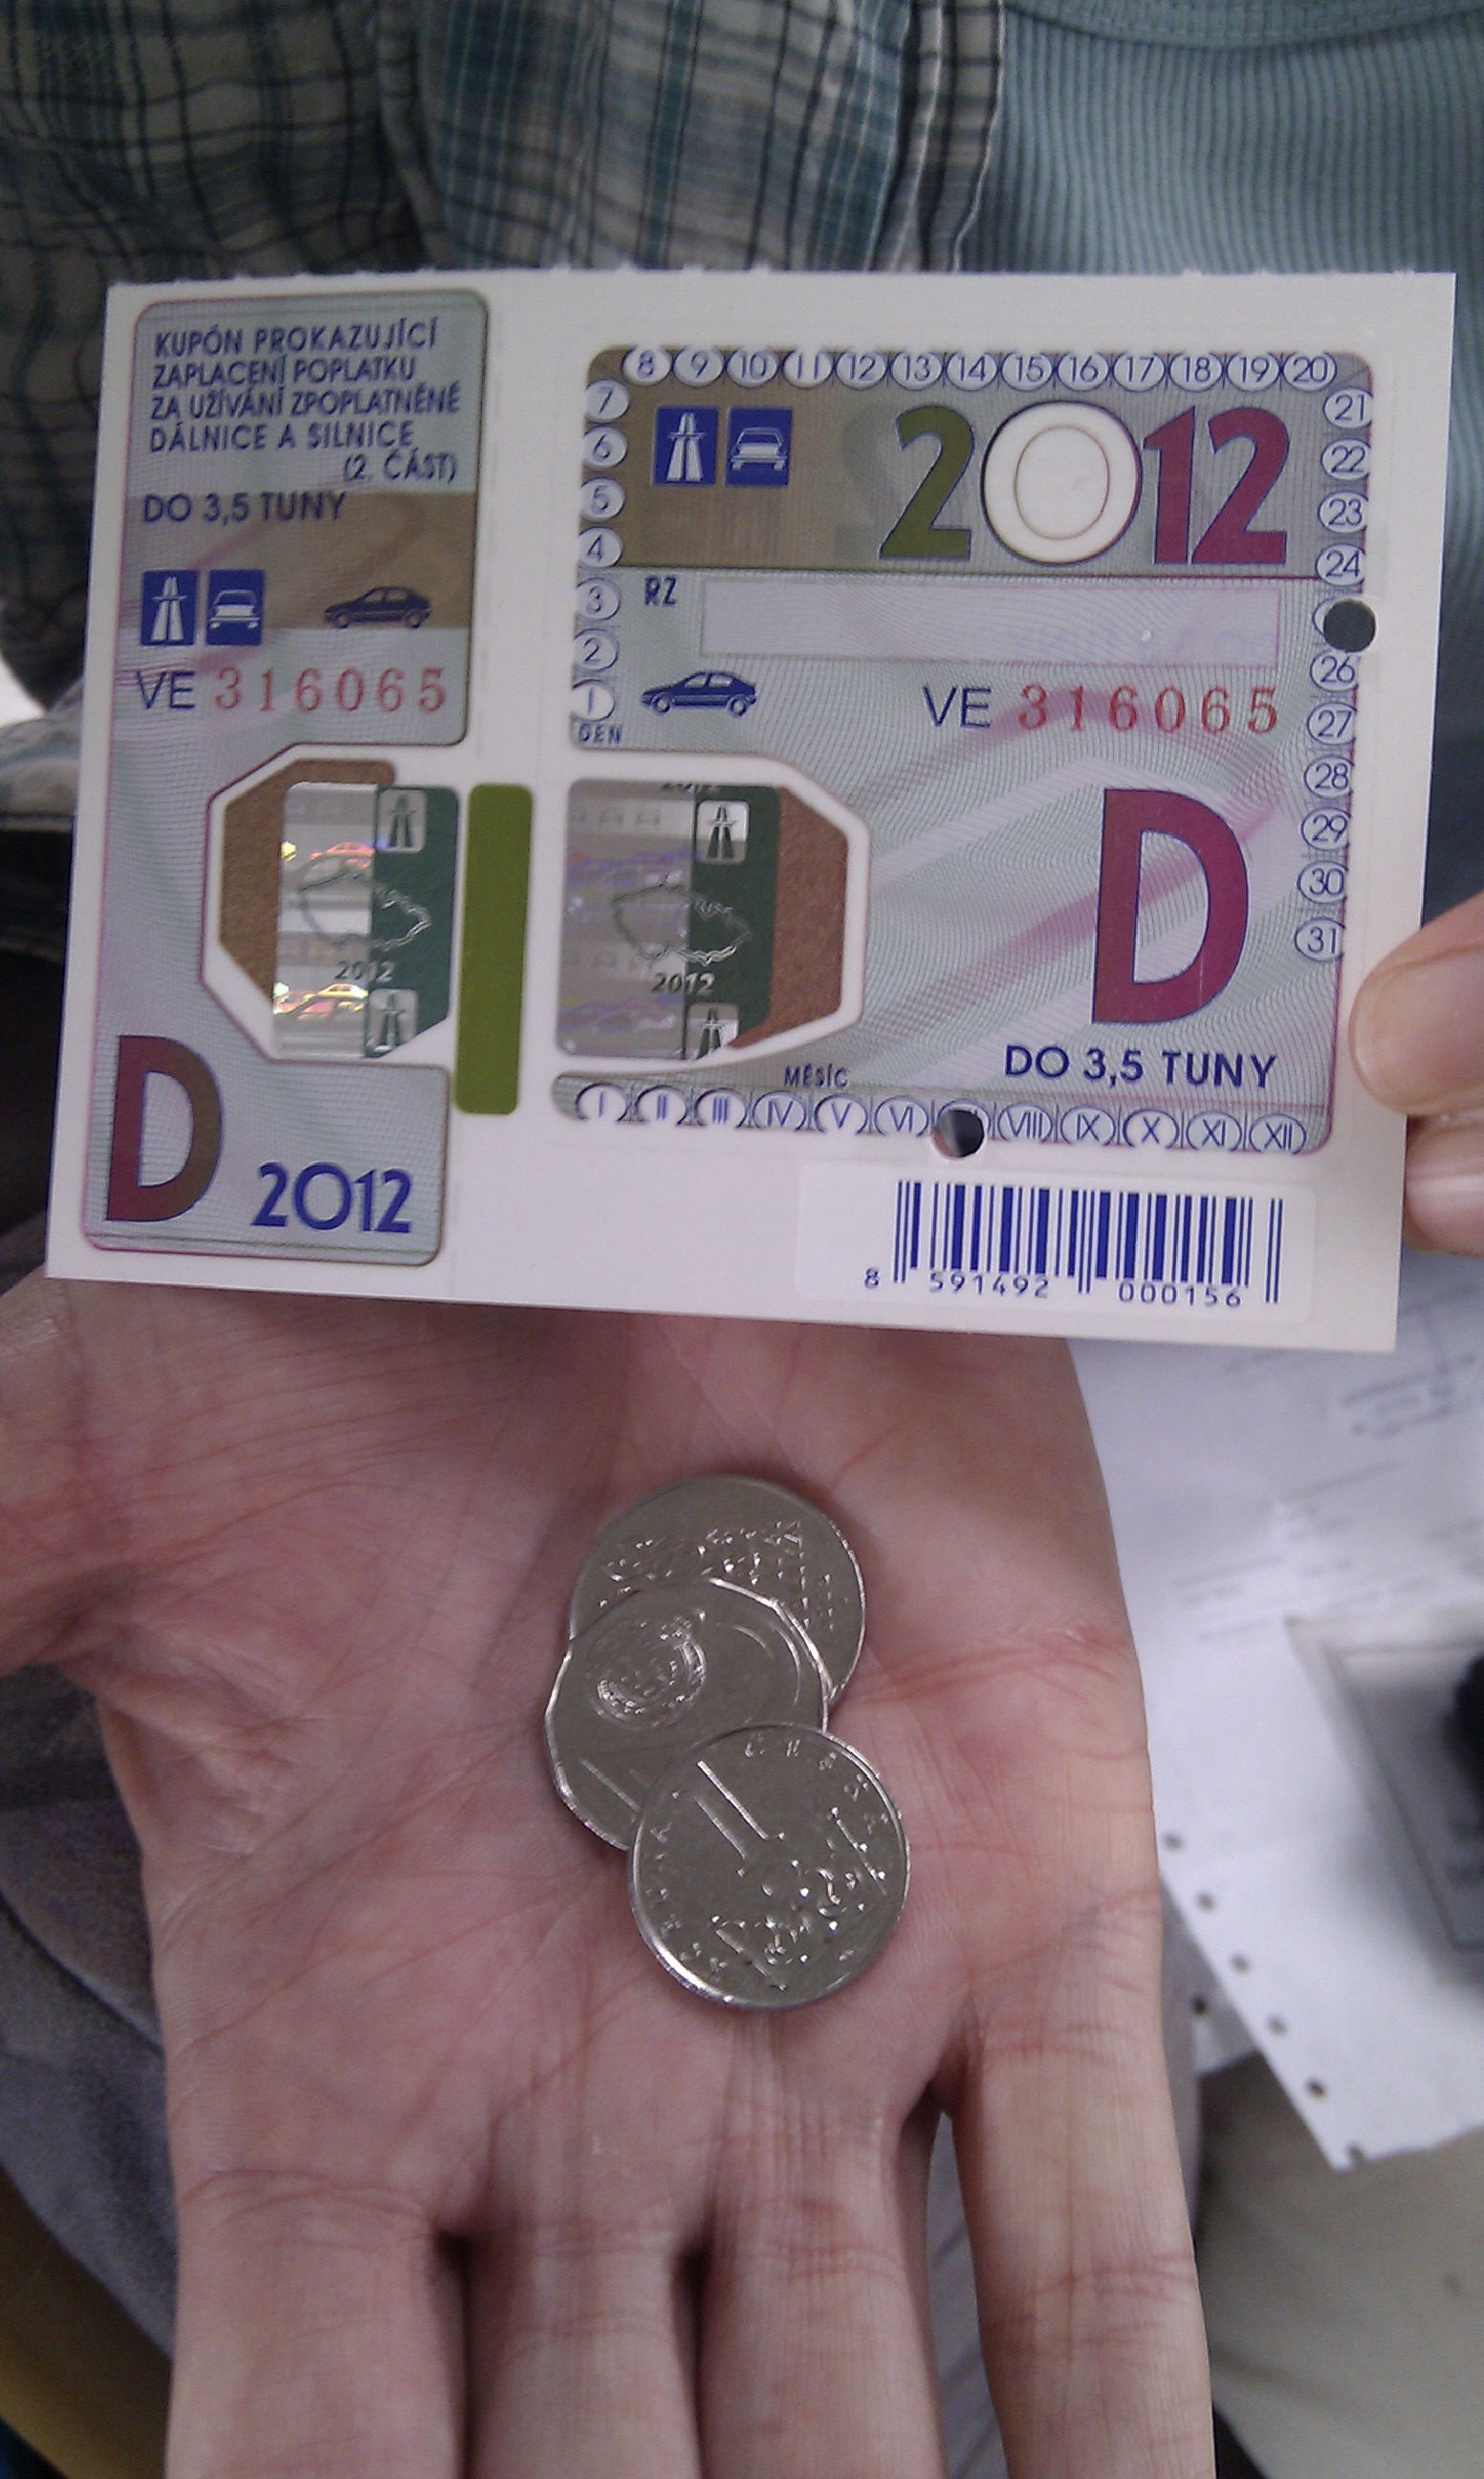 KUPÓN PROKAZUJÍCÍ
ZAPLACENÍ POPLATKU
ZA UŽÍVÁNÍ ZPOPLATNĚNÉ
DÁLNICE A SILNICE
(2. ČÁST)
DO 3,5 TUNY
VE 316065
2012
D 2012
8 9 10 11 12 13 14 15 16 17 18 19 20
7
6
5
4
3
2
1
DEN
2012
RZ
VE 316065
21
22
23
24
26
27
28
29
30
31
2012
D
DO 3,5 TUNY
MĚSÍC
I II III IV V VI VIII IX X XI XII
8 591492 000156
1